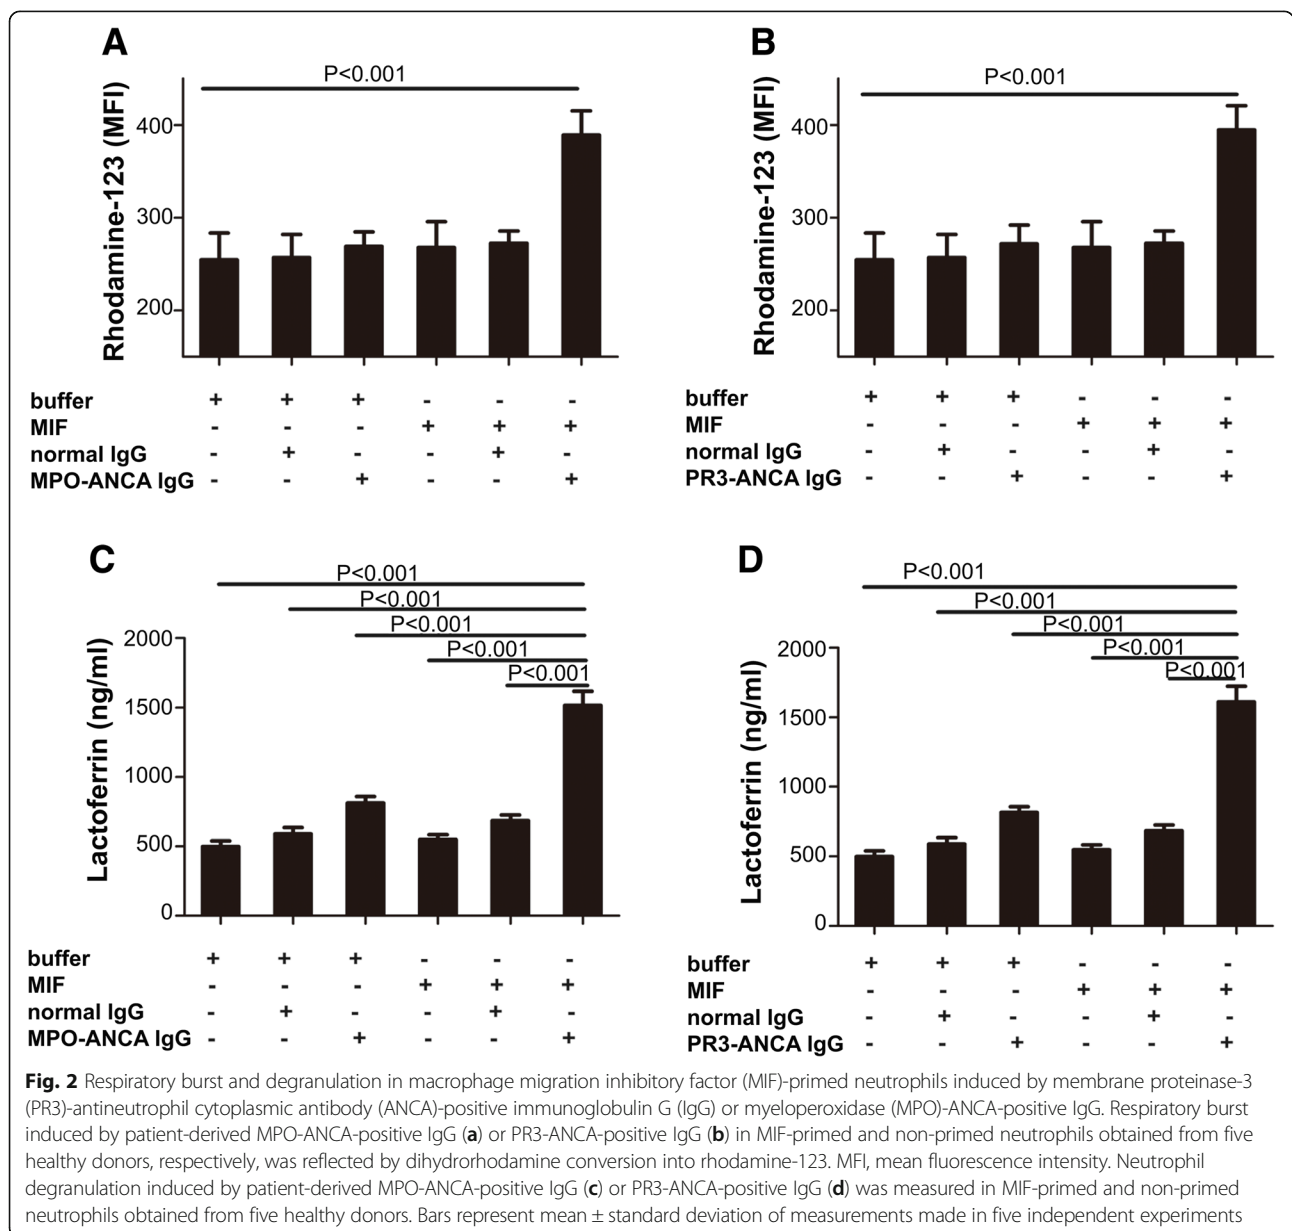 A
P<0.001
Rhodamine-123 (MFI)
400
300
200
buffer + + + - - -
MIF - - - + + +
normal IgG - + - - + -
MPO-ANCA IgG - - + - - +
B
P<0.001
Rhodamine-123 (MFI)
400
300
200
buffer + + + - - -
MIF - - - + + +
normal IgG - + - - + -
PR3-ANCA IgG - - + - - +
C
P<0.001
P<0.001
P<0.001
P<0.001
P<0.001
Lactoferrin (ng/ml)
2000
1500
1000
500
0
buffer + + + - - -
MIF - - - + + +
normal IgG - + - - + -
MPO-ANCA IgG - - + - - +
D
P<0.001
P<0.001
P<0.001
P<0.001
P<0.001
Lactoferrin (ng/ml)
2000
1500
1000
500
0
buffer + + + - - -
MIF - - - + + +
normal IgG - + - - + -
PR3-ANCA IgG - - + - - +
Fig. 2 Respiratory burst and degranulation in macrophage migration inhibitory factor (MIF)-primed neutrophils induced by membrane proteinase-3
(PR3)-antineutrophil cytoplasmic antibody (ANCA)-positive immunoglobulin G (IgG) or myeloperoxidase (MPO)-ANCA-positive IgG. Respiratory burst
induced by patient-derived MPO-ANCA-positive IgG (a) or PR3-ANCA-positive IgG (b) in MIF-primed and non-primed neutrophils obtained from five
healthy donors, respectively, was reflected by dihydrorhodamine conversion into rhodamine-123. MFI, mean fluorescence intensity. Neutrophil
degranulation induced by patient-derived MPO-ANCA-positive IgG (c) or PR3-ANCA-positive IgG (d) was measured in MIF-primed and non-primed
neutrophils obtained from five healthy donors. Bars represent mean ± standard deviation of measurements made in five independent experiments